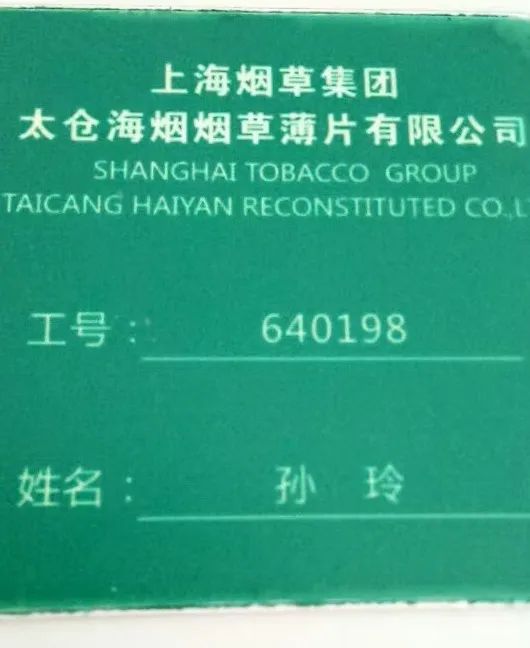 上海烟草集团
太仓海烟烟草薄片有限公司
SHANGHAI TOBACCO GROUP
TAICANG HAIYAN RECONSTITUTED CO.,L
工号： 640198
姓名： 孙 玲